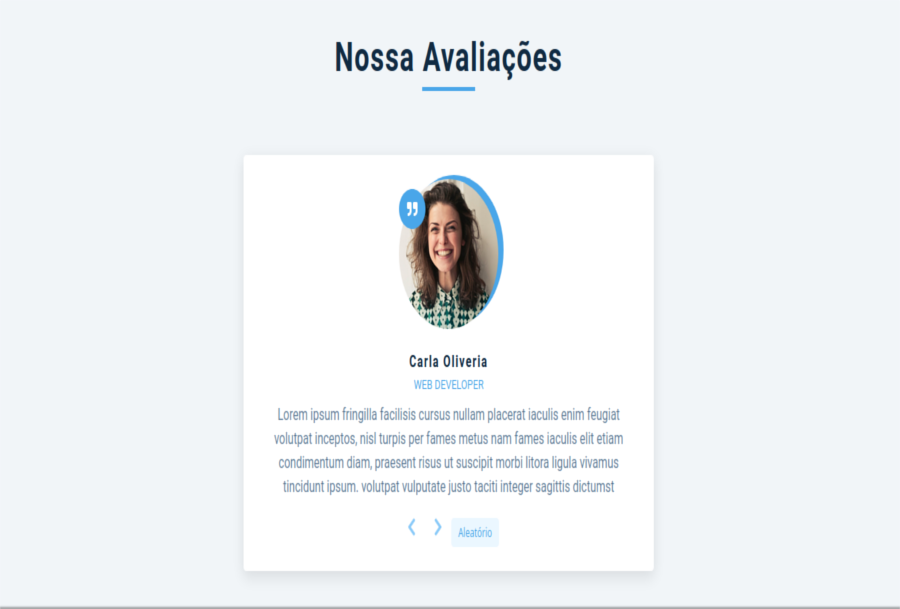 Nossa Avaliações
Carla Oliveria
WEB DEVELOPER
Lorem ipsum fringilla facilisis cursus nullam placerat iaculis enim feugiat
volutpat inceptos, nisl turpis per fames metus nam fames iaculis elit etiam
condimentum diam, praesent risus ut suscipit morbi litora ligula vivamus
tincidunt ipsum. volutpat vulputate justo taciti integer sagittis dictumst
Aleatório